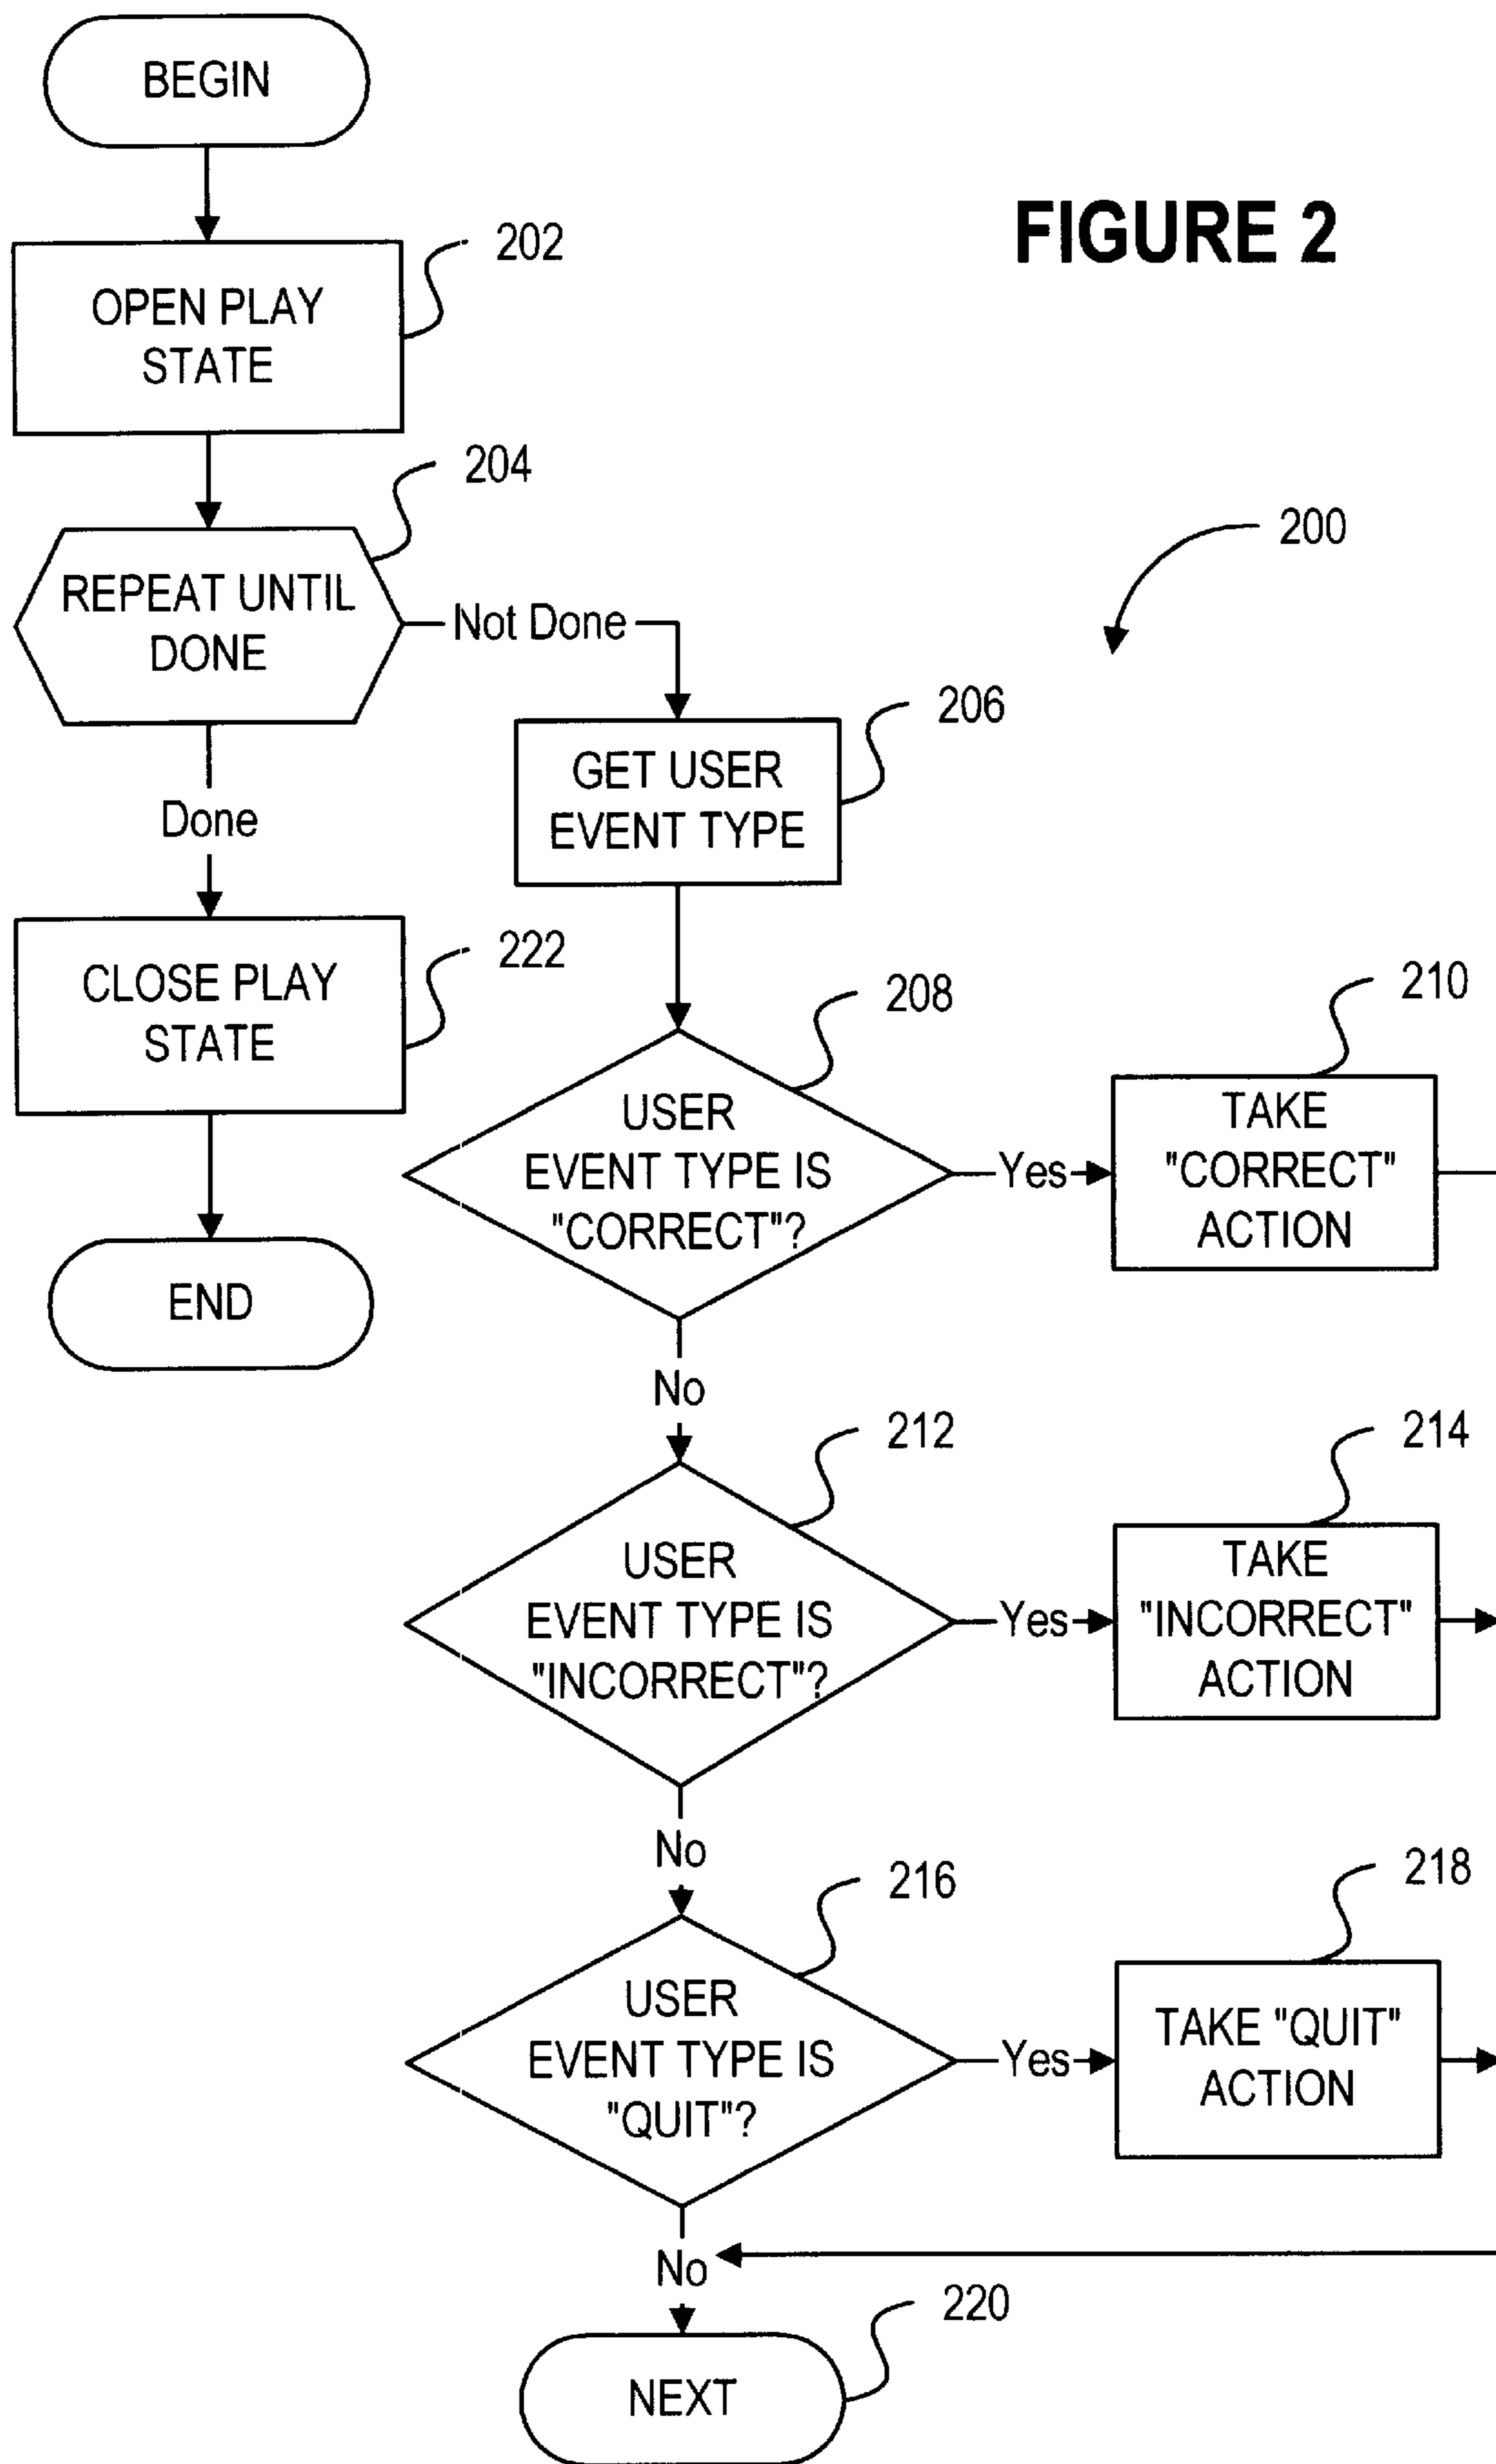 BEGIN
FIGURE 2
202
OPEN PLAY
STATE
204
REPEAT UNTIL
DONE
Not Done
200
206
GET USER
EVENT TYPE
Done
222
CLOSE PLAY
STATE
END
208
USER
EVENT TYPE IS
"CORRECT"?
Yes
210
TAKE
"CORRECT"
ACTION
No
212
USER
EVENT TYPE IS
"INCORRECT"?
Yes
214
TAKE
"INCORRECT"
ACTION
No
216
USER
EVENT TYPE IS
"QUIT"?
Yes
218
TAKE "QUIT"
ACTION
No
220
NEXT